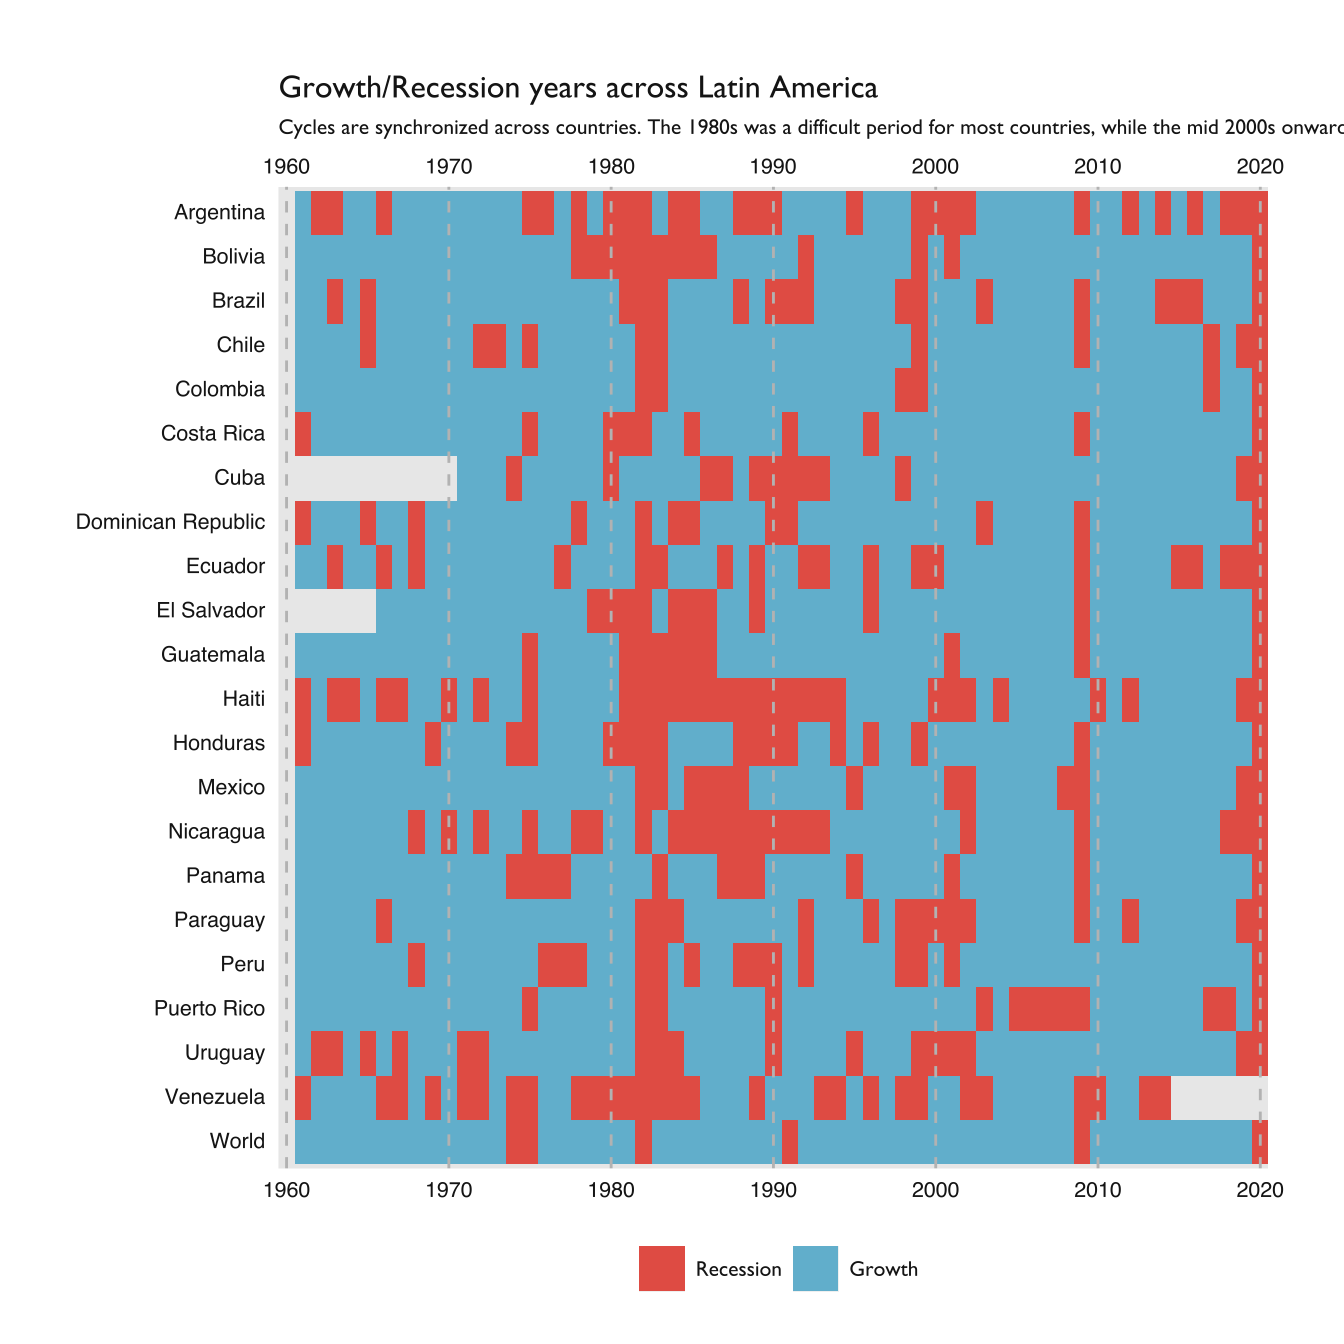 Growth/Recession years across Latin America
Cycles are synchronized across countries. The 1980s was a difficult period for most countries, while the mid 2000s
1960 1970 1980 1990 2000 2010 2020
Argentina
Bolivia
Brazil
Chile
Colombia
Costa Rica
Cuba
Dominican Republic
Ecuador
El Salvador
Guatemala
Haiti
Honduras
Mexico
Nicaragua
Panama
Paraguay
Peru
Puerto Rico
Uruguay
Venezuela
World
1960 1970 1980 1990 2000 2010 2020
Recession Growth